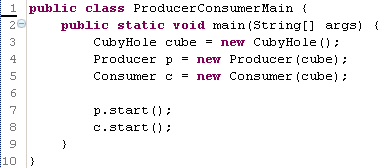 1 public class ProducerConsumerMain {
2 public static void main(String[] args) {
3 CubyHole cube = new CubyHole();
4 Producer p = new Producer(cube);
5 Consumer c = new Consumer(cube);
6
7 p.start();
8 c.start();
9 }
10 }